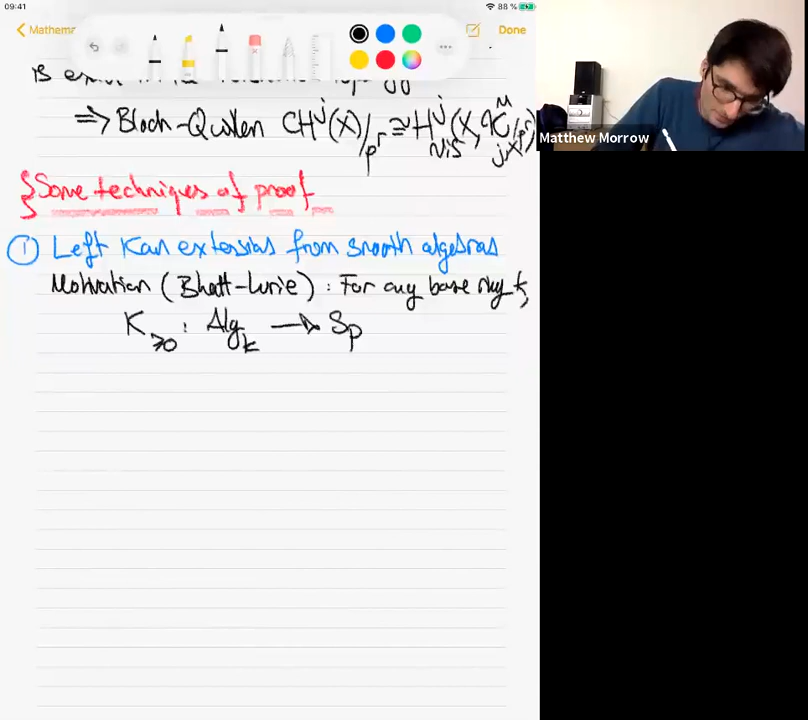 09:41
88 %
Mathema
Done
is
⟹ Bloch-Quillen CH^j(X)/p^r ≅ H^j_Nis(X, K^M_{j,X}/p^r)
Matthew Morrow
§ Some techniques of proof
① Left Kan extensions from smooth algebras
Motivation (Bhatt-Lurie) : For any base ring k,
K_{≥0} : Alg_k → Sp